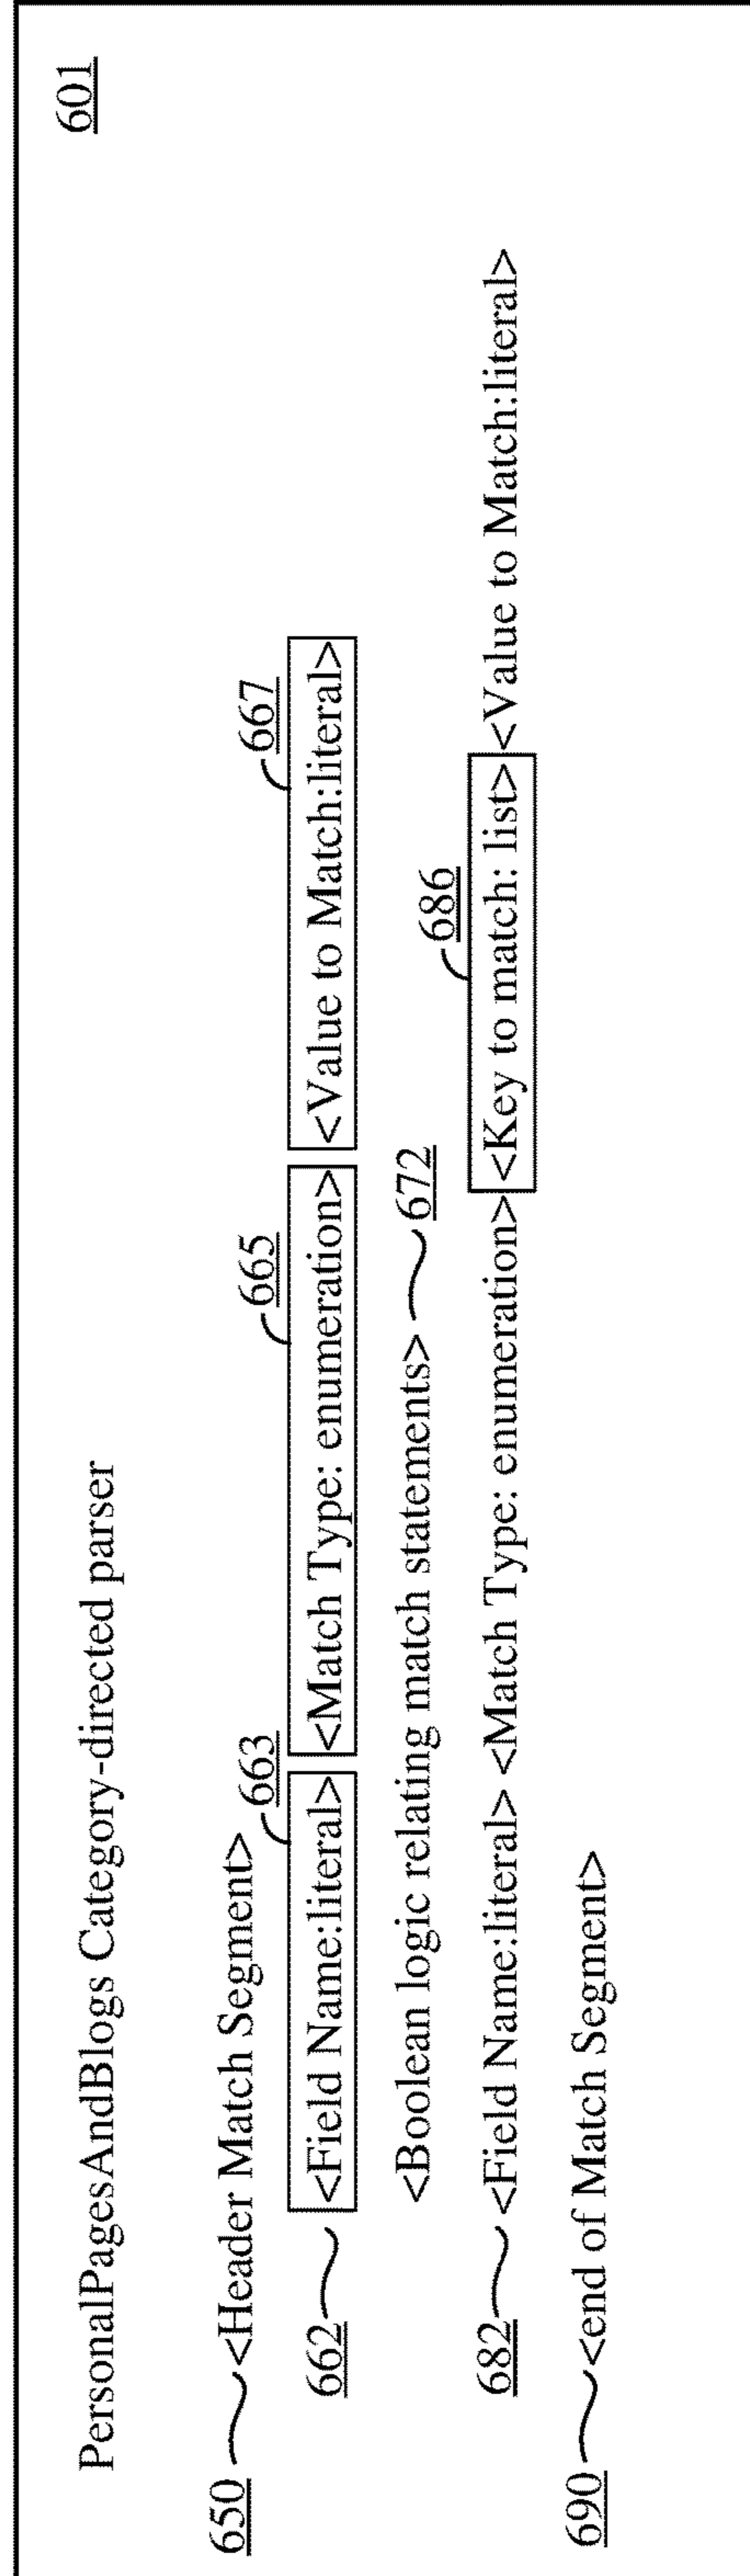 601
PersonalPagesAndBlogs Category-directed parser
650 <Header Match Segment>
663 665 667
662 <Field Name:literal> <Match Type: enumeration> <Value to Match:literal>
<Boolean logic relating match statements> 672
686
682 <Field Name:literal> <Match Type: enumeration> <Key to match: list> <Value to Match:literal>
690 <end of Match Segment>